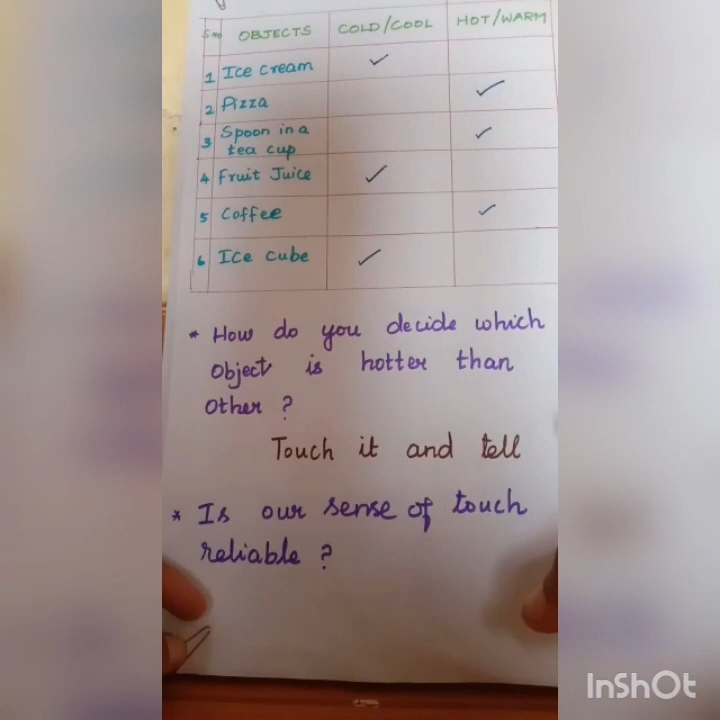 S.no OBJECTS COLD/COOL HOT/WARM
1 Ice cream ✓
2 Pizza ✓
3 Spoon in a
tea cup ✓
4 Fruit Juice ✓
5 Coffee ✓
6 Ice cube ✓
* How do you decide which
object is hotter than
other ?
Touch it and tell
* Is our sense of touch
reliable ?
InShOt